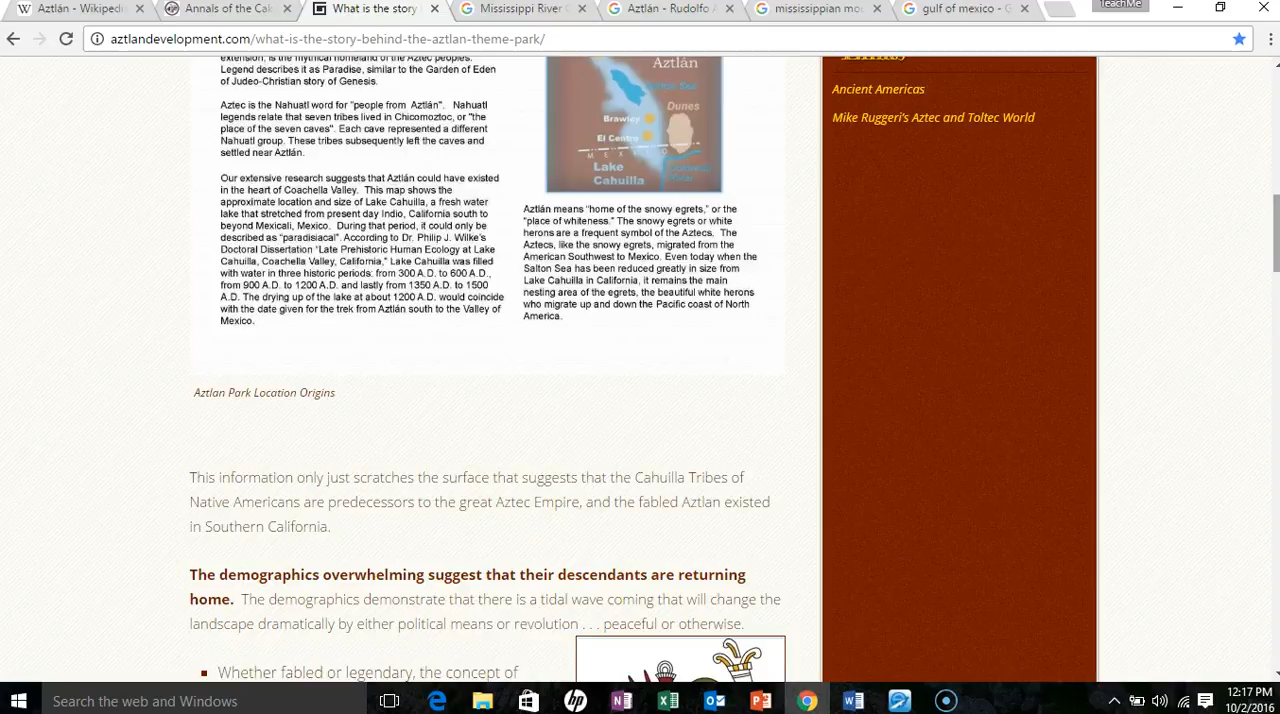 Aztlán - Wikipedi
Annals of the Cak
What is the story
Mississippi River
Aztlán - Rudolfo A
mississippian mou
gulf of mexico - G
TeachMe
aztlandevelopment.com/what-is-the-story-behind-the-aztlan-theme-park/
extension, is the mythical homeland of the Aztec peoples.
Legend describes it as Paradise, similar to the Garden of Eden
of Judeo-Christian story of Genesis.
Aztec is the Nahuatl word for "people from Aztlán". Nahuatl
legends relate that seven tribes lived in Chicomoztoc, or "the
place of the seven caves". Each cave represented a different
Nahuatl group. These tribes subsequently left the caves and
settled near Aztlán.
Our extensive research suggests that Aztlán could have existed
in the heart of Coachella Valley. This map shows the
approximate location and size of Lake Cahuilla, a fresh water
lake that stretched from present day Indio, California south to
beyond Mexicali, Mexico. During that period, it could only be
described as "paradisiacal". According to Dr. Philip J. Wilke's
Doctoral Dissertation "Late Prehistoric Human Ecology at Lake
Cahuilla, Coachella Valley, California," Lake Cahuilla was filled
with water in three historic periods: from 300 A.D. to 600 A.D.,
from 900 A.D. to 1200 A.D. and lastly from 1350 A.D. to 1500
A.D. The drying up of the lake at about 1200 A.D. would coincide
with the date given for the trek from Aztlán south to the Valley of
Mexico.
Aztlán
Sea
Dunes
Brawley
El Centro
MEXICO
Lake
Cahuilla
Aztlán means "home of the snowy egrets," or the
"place of whiteness." The snowy egrets or white
herons are a frequent symbol of the Aztecs. The
Aztecs, like the snowy egrets, migrated from the
American Southwest to Mexico. Even today when the
Salton Sea has been reduced greatly in size from
Lake Cahuilla in California, it remains the main
nesting area of the egrets, the beautiful white herons
who migrate up and down the Pacific coast of North
America.
Aztlan Park Location Origins
This information only just scratches the surface that suggests that the Cahuilla Tribes of
Native Americans are predecessors to the great Aztec Empire, and the fabled Aztlan existed
in Southern California.
The demographics overwhelming suggest that their descendants are returning
home. The demographics demonstrate that there is a tidal wave coming that will change the
landscape dramatically by either political means or revolution . . . peaceful or otherwise.
Whether fabled or legendary, the concept of
Ancient Americas
Mike Ruggeri's Aztec and Toltec World
Search the web and Windows
12:17 PM
10/2/2016